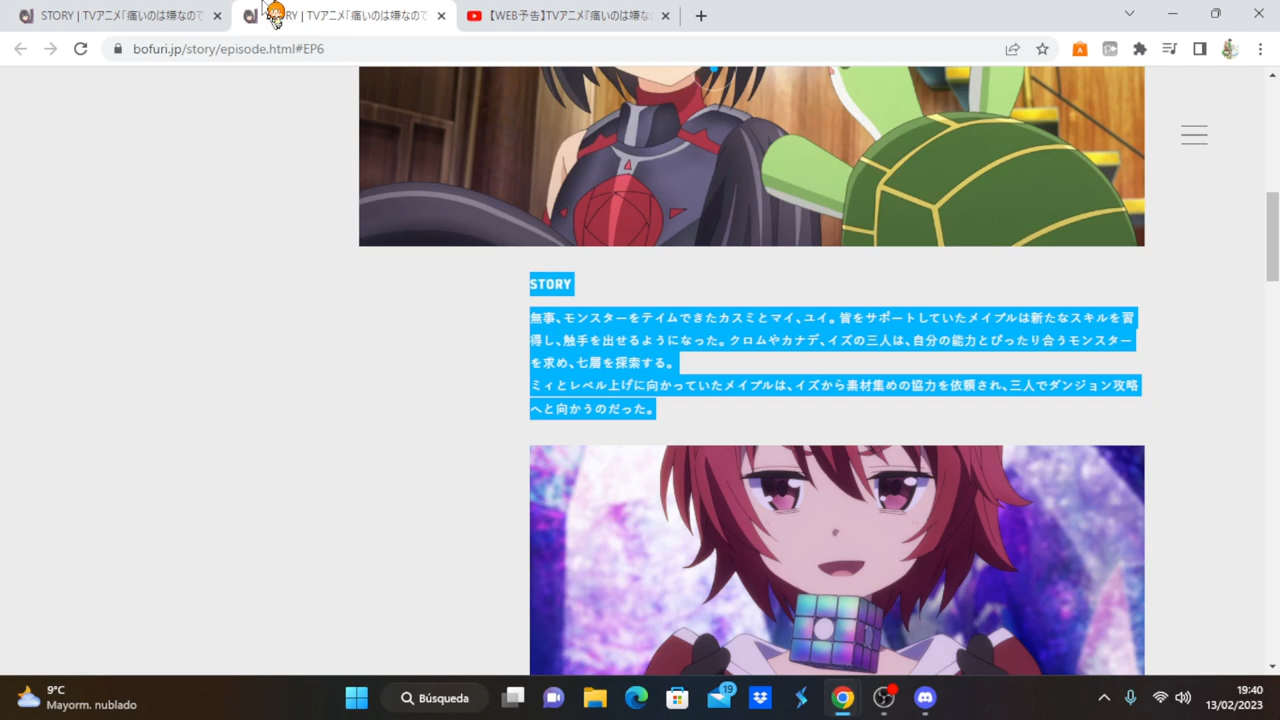 STORY | TVアニメ「痛いのは嫌なので
STORY | TVアニメ「痛いのは嫌なので
【WEB予告】TVアニメ『痛いのは嫌な
bofuri.jp/story/episode.html#EP6
STORY
無事、モンスターをテイムできたカスミとマイ、ユイ。皆をサポートしていたメイプルは新たなスキルを習
得し、触手を出せるようになった。クロムやカナデ、イズの三人は、自分の能力とぴったり合うモンスター
を求め、七層を探索する。
ミィとレベル上げに向かっていたメイプルは、イズから素材集めの協力を依頼され、三人でダンジョン攻略
へと向かうのだった。
9°C
Mayorm. nublado
Búsqueda
19
19:40
13/02/2023